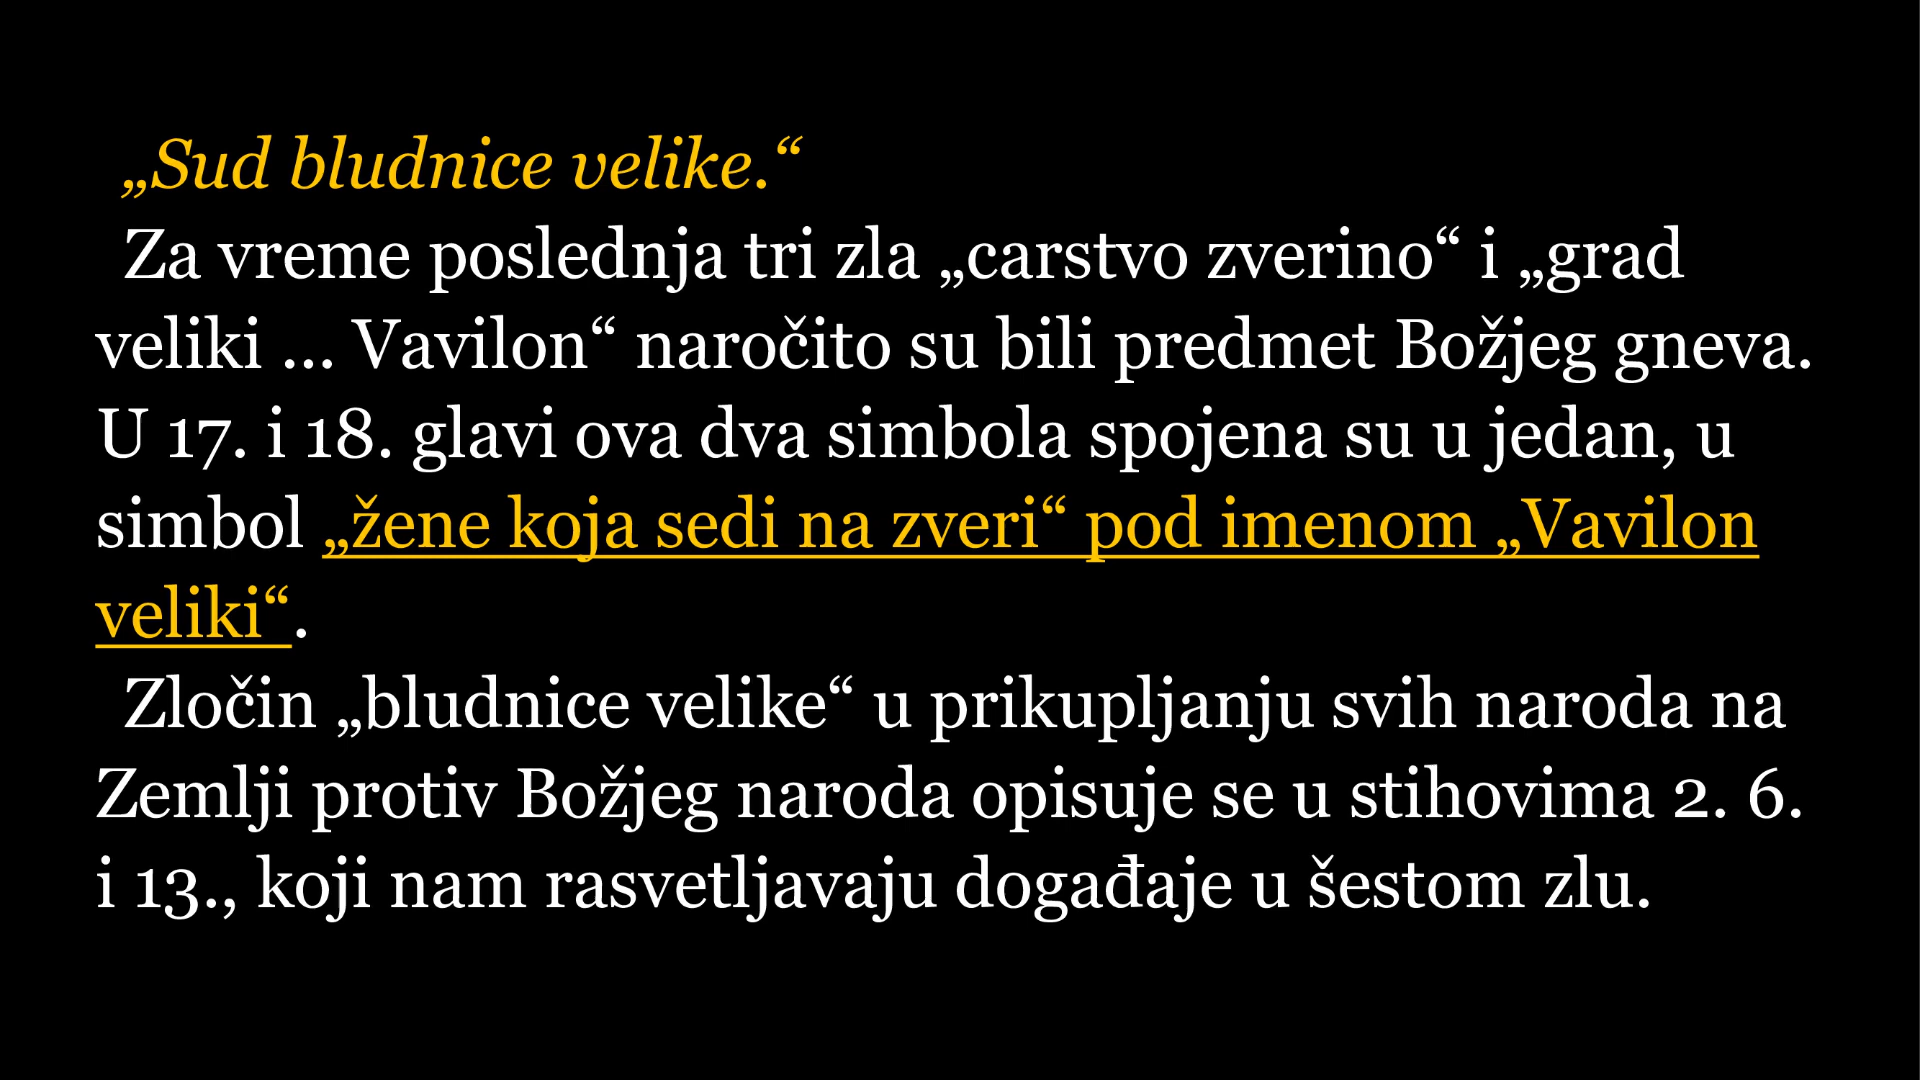 „Sud bludnice velike.“
Za vreme poslednja tri zla „carstvo zverino“ i „grad
veliki ... Vavilon“ naročito su bili predmet Božjeg gneva.
U 17. i 18. glavi ova dva simbola spojena su u jedan, u
simbol „žene koja sedi na zveri“ pod imenom „Vavilon
veliki“.
Zločin „bludnice velike“ u prikupljanju svih naroda na
Zemlji protiv Božjeg naroda opisuje se u stihovima 2. 6.
i 13., koji nam rasvetljavaju događaje u šestom zlu.